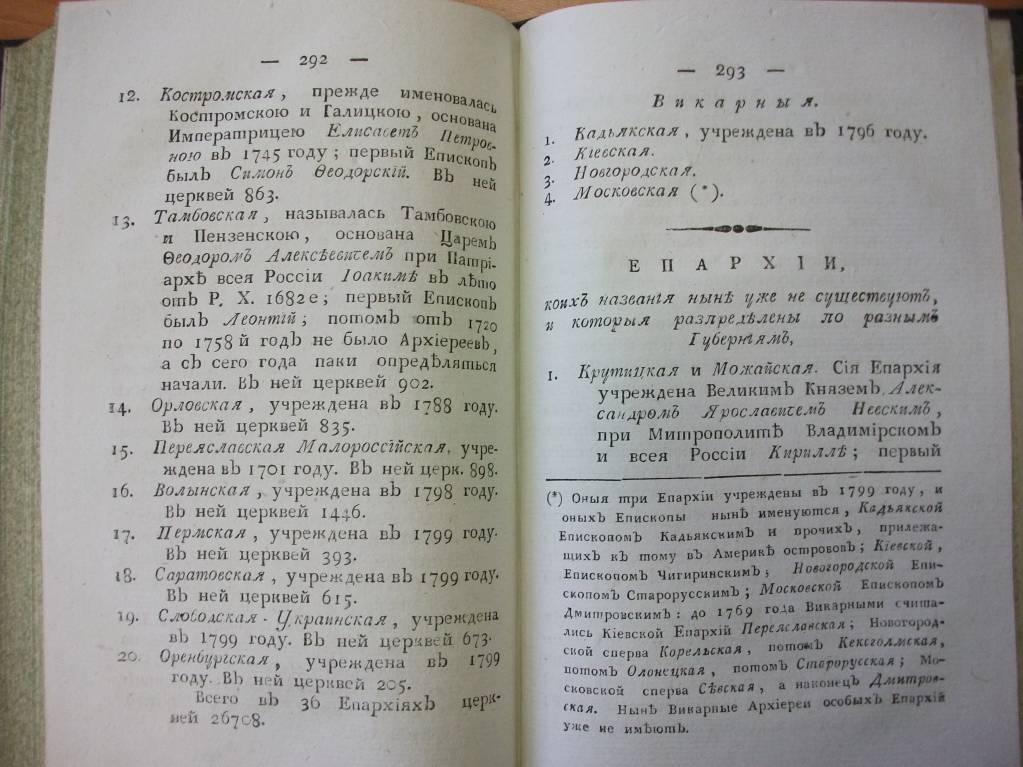 — 292 —
12. Костромская, прежде именовалась
Костромскою и Галицкою, основана
Императрицею Елисаветъ Петров-
ною въ 1745 году; первый Епископъ
былъ Симонъ Ѳеодорскій. Въ ней
церквей 863.
13. Тамбовская, называлась Тамбовскою
и Пензенскою, основана Царемъ
Ѳеодоромъ Алексѣевичемъ при Патрі-
архѣ всея Россіи Іоакимѣ въ лѣто
отъ Р. Х. 1682 е; первый Епископъ
былъ Леонтій; потомъ отъ 1720
по 1758 й годъ не было Архіереевъ,
а съ сего года паки опредѣляться
начали. Въ ней церквей 902.
14. Орловская, учреждена въ 1788 году.
Въ ней церквей 835.
15. Переяславская Малороссійская, учре-
ждена въ 1701 году. Въ ней церк. 898.
16. Волынская, учреждена въ 1798 году.
Въ ней церквей 1446.
17. Пермская, учреждена въ 1799 году.
Въ ней церквей 393.
18. Саратовская, учреждена въ 1799 году.
Въ ней церквей 615.
19. Слободская-Украинская, учреждена
въ 1799 году. Въ ней церквей 673.
20. Оренбургская, учреждена въ 1799
году. Въ ней церквей 205.
Всего въ 36 Епархіяхъ церк-
вей 26708.
— 293 —
Викарныя.
1. Кадьякская, учреждена въ 1796 году.
2. Кіевская.
3. Новгородская.
4. Московская (*).
ЕПАРХІИ,
коихъ названія нынѣ уже не существуютъ,
и которыя разпредѣлены по разнымъ
Губерніямъ,
1. Крутицкая и Можайская. Сія Епархія
учреждена Великимъ Княземъ Алек-
сандромъ Ярославичемъ Невскимъ,
при Митрополитѣ Владимірскомъ
и всея Россіи Кириллѣ; первый
(*) Оныя три Епархіи учреждены въ 1799 году, и
оныхъ Епископы нынѣ именуются, Кадьякской
Епископомъ Кадьякскимъ и прочихъ, прилежа-
щихъ къ тому въ Америкѣ острововъ; Кіевской,
Епископомъ Чигиринскимъ; Новогородской Епи-
скопомъ Старорусскимъ; Московской Епископомъ
Дмитровскимъ: до 1769 года Викарными счита-
лись Кіевской Епархій Переяславская; Новогород-
ской сперва Корельская, потомъ Кексголмская,
потомъ Олонецкая, потомъ Старорусская; Мо-
сковской сперва Сѣвская, а наконецъ Дмитров-
ская. Нынѣ Викарные Архіереи особыхъ Епархій
уже не имѣютъ.